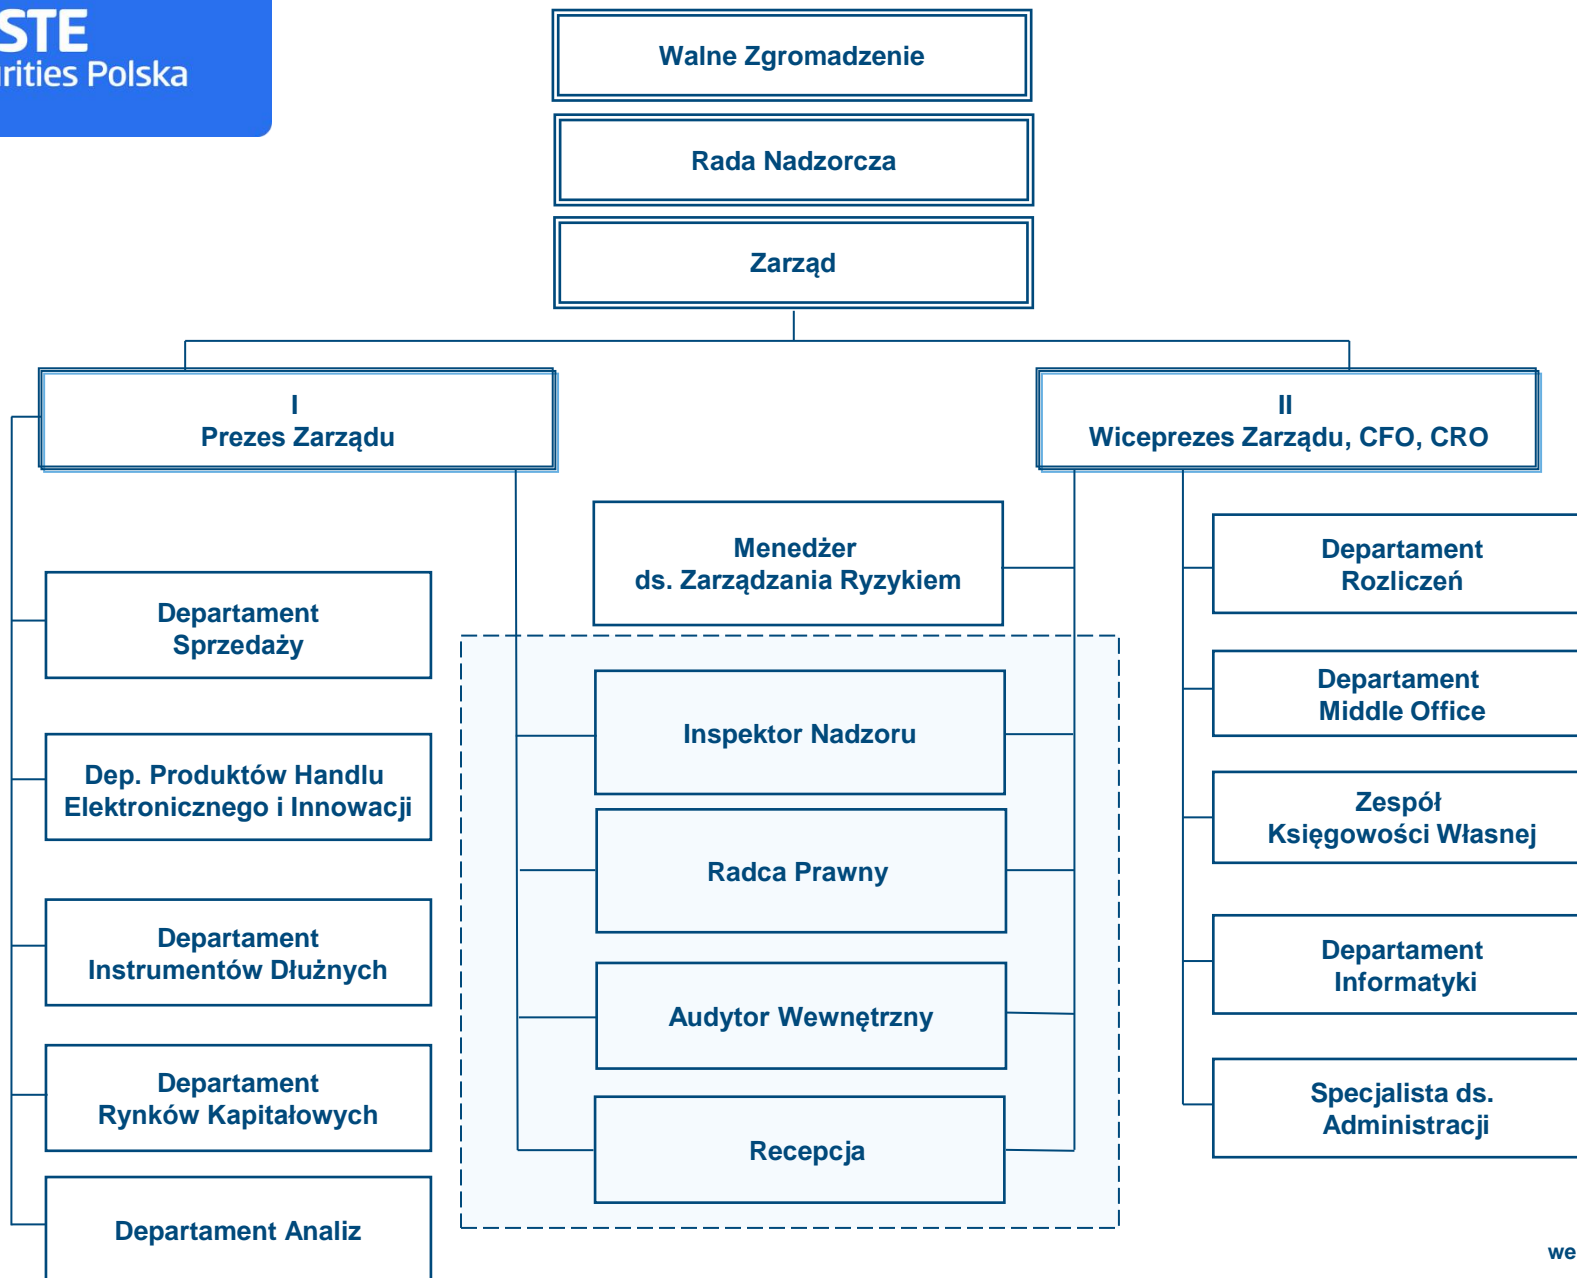 STE
urities Polska
Walne Zgromadzenie
Rada Nadzorcza
Zarząd
I
Prezes Zarządu
II
Wiceprezes Zarządu, CFO, CRO
Departament
Sprzedaży
Dep. Produktów Handlu
Elektronicznego i Innowacji
Departament
Instrumentów Dłużnych
Departament
Rynków Kapitałowych
Departament Analiz
Menedżer
ds. Zarządzania Ryzykiem
Inspektor Nadzoru
Radca Prawny
Audytor Wewnętrzny
Recepcja
Departament
Rozliczeń
Departament
Middle Office
Zespół
Księgowości Własnej
Departament
Informatyki
Specjalista ds.
Administracji
we